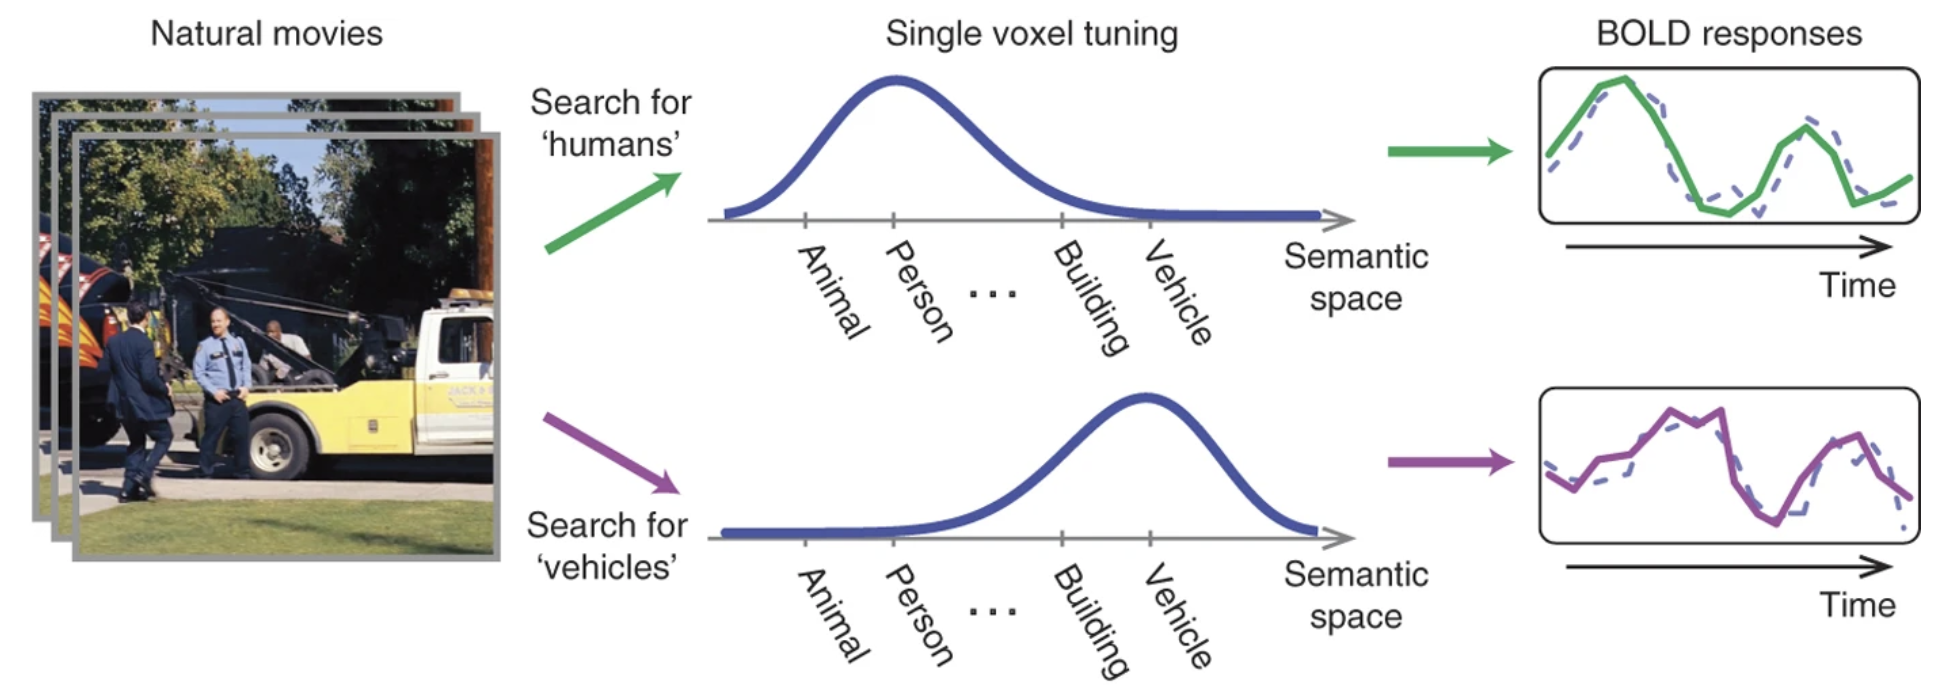 Natural movies
Single voxel tuning
BOLD responses
Search for
‘humans’
Animal
Person
...
Building
Vehicle
Semantic
space
Time
Search for
‘vehicles’
Animal
Person
...
Building
Vehicle
Semantic
space
Time